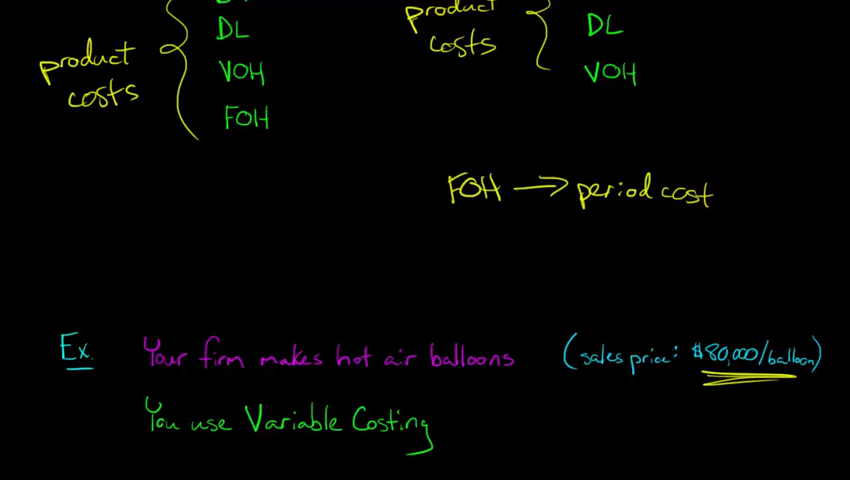 product
costs
DL
VOH
FOH
product
costs
DL
VOH
FOH → period cost
Ex. Your firm makes hot air balloons (sales price: $80,000/balloon)
You use Variable Costing